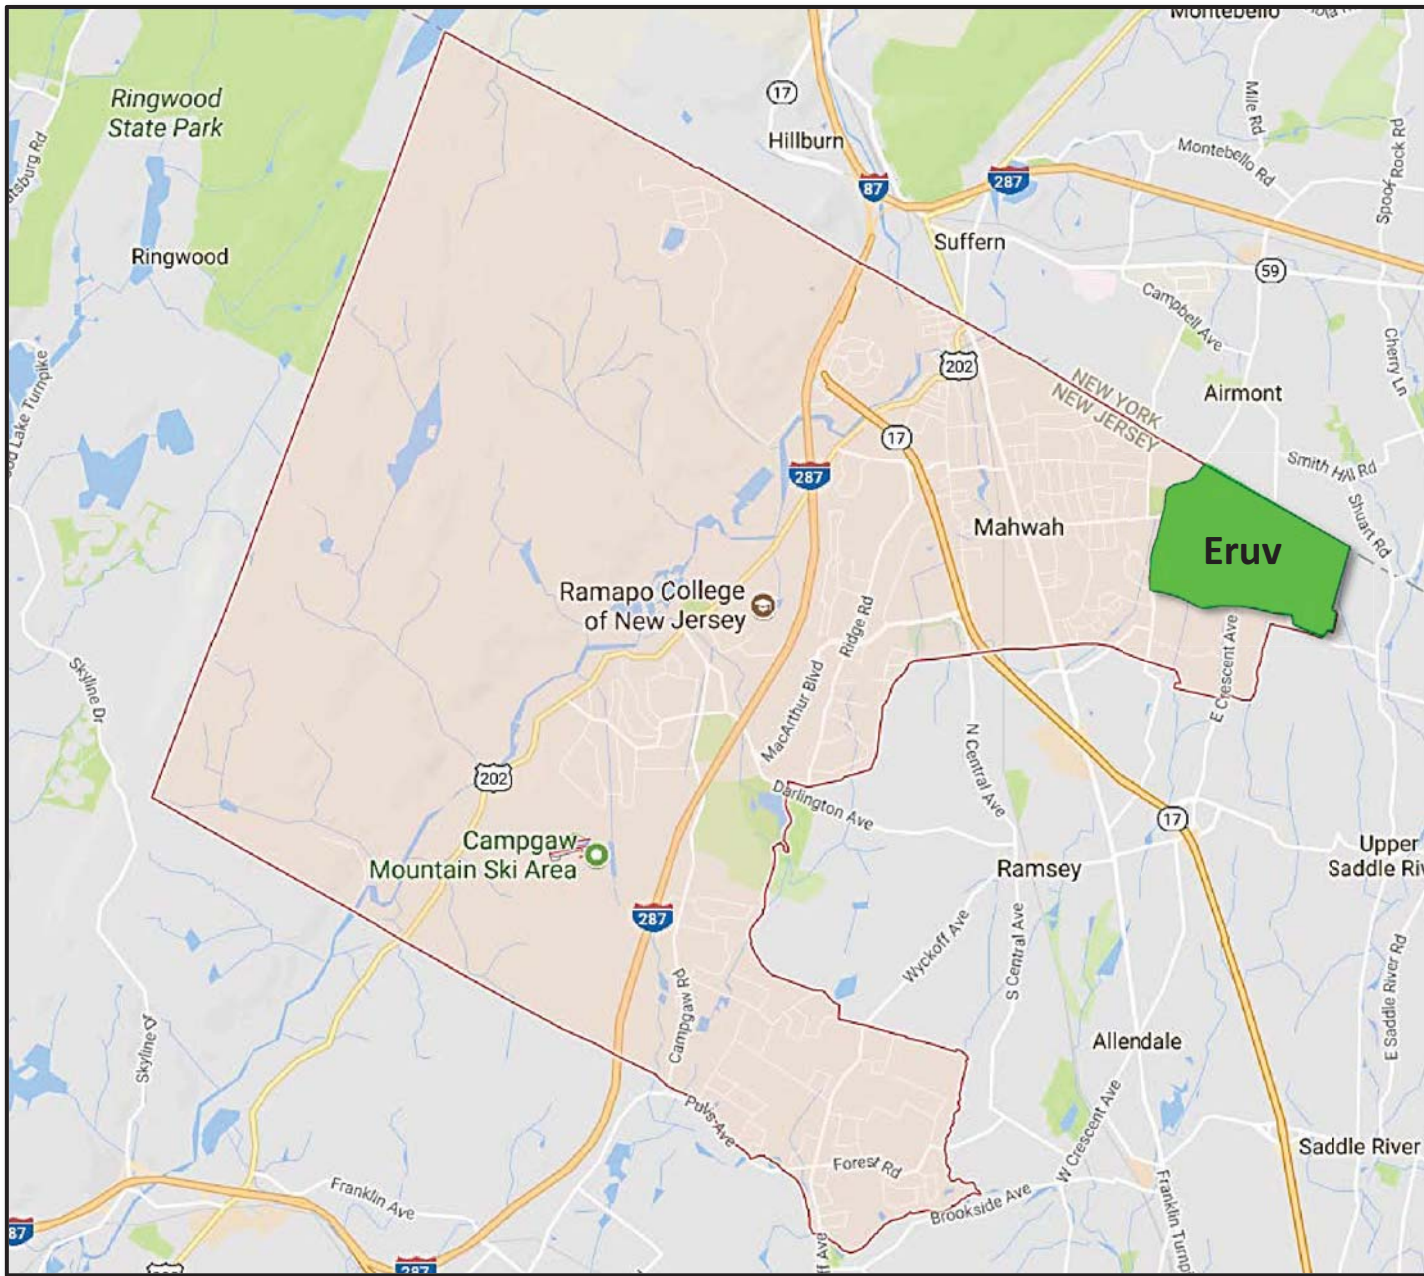 Montebello
Ringwood
State Park
17
Mile Rd
Hillburn
Montebello Rd
Spook Rock Rd
87
287
Ringwood
Suffern
59
Campbell Ave
Cherry Ln
202
NEW YORK
NEW JERSEY
Airmont
17
Smith Hill Rd
287
Shuart Rd
Mahwah
Eruv
Ramapo College
of New Jersey
Ridge Rd
E Crescent Ave
Skyline Dr
MacArthur Blvd
N Central Ave
202
Darlington Ave
17
Campgaw
Mountain Ski Area
Ramsey
Upper
Saddle Riv
287
Wyckoff Ave
S Central Ave
E Saddle River Rd
Campgaw Rd
Skyline Dr
Allendale
Pulis Ave
W Crescent Ave
Saddle River
Forest Rd
Franklin Ave
Brookside Ave
Franklin Turnp
87
287